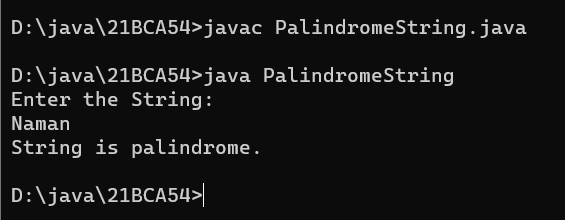 D:\java\21BCA54>javac PalindromeString.java
D:\java\21BCA54>java PalindromeString
Enter the String:
Naman
String is palindrome.
D:\java\21BCA54>